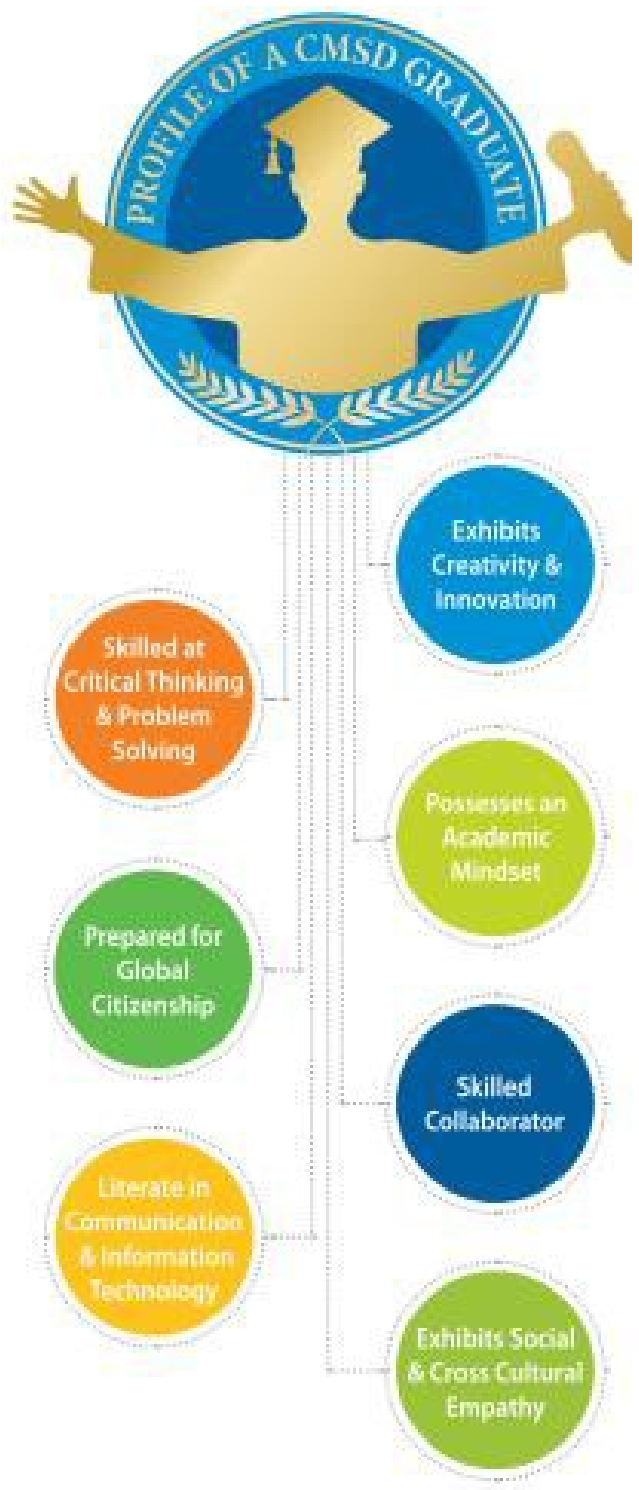 PROFILE OF A CMSD GRADUATE
Exhibits
Creativity &
Innovation
Skilled at
Critical Thinking
& Problem
Solving
Possesses an
Academic
Mindset
Prepared for
Global
Citizenship
Skilled
Collaborator
Literate in
Communication
& Information
Technology
Exhibits Social
& Cross Cultural
Empathy